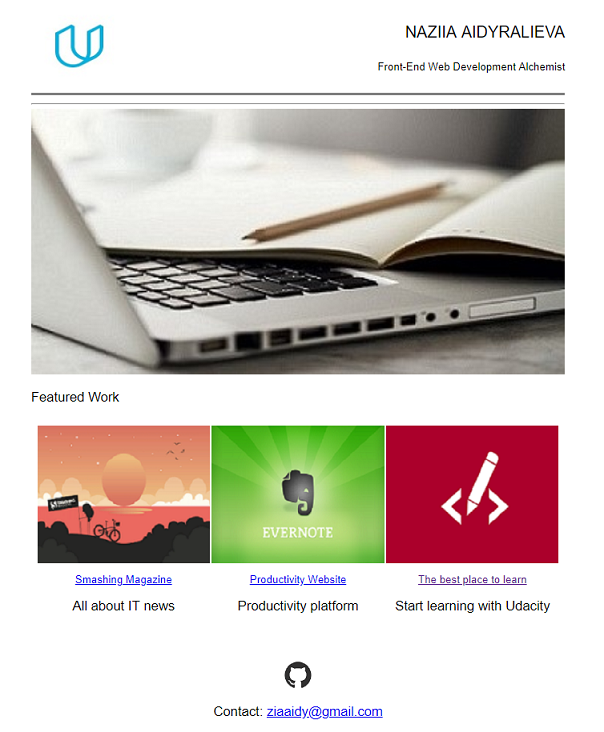 NAZIIA AIDYRALIEVA
Front-End Web Development Alchemist
Featured Work
EVERNOTE
Smashing Magazine
Productivity Website
The best place to learn
All about IT news
Productivity platform
Start learning with Udacity
Contact: ziaaidy@gmail.com